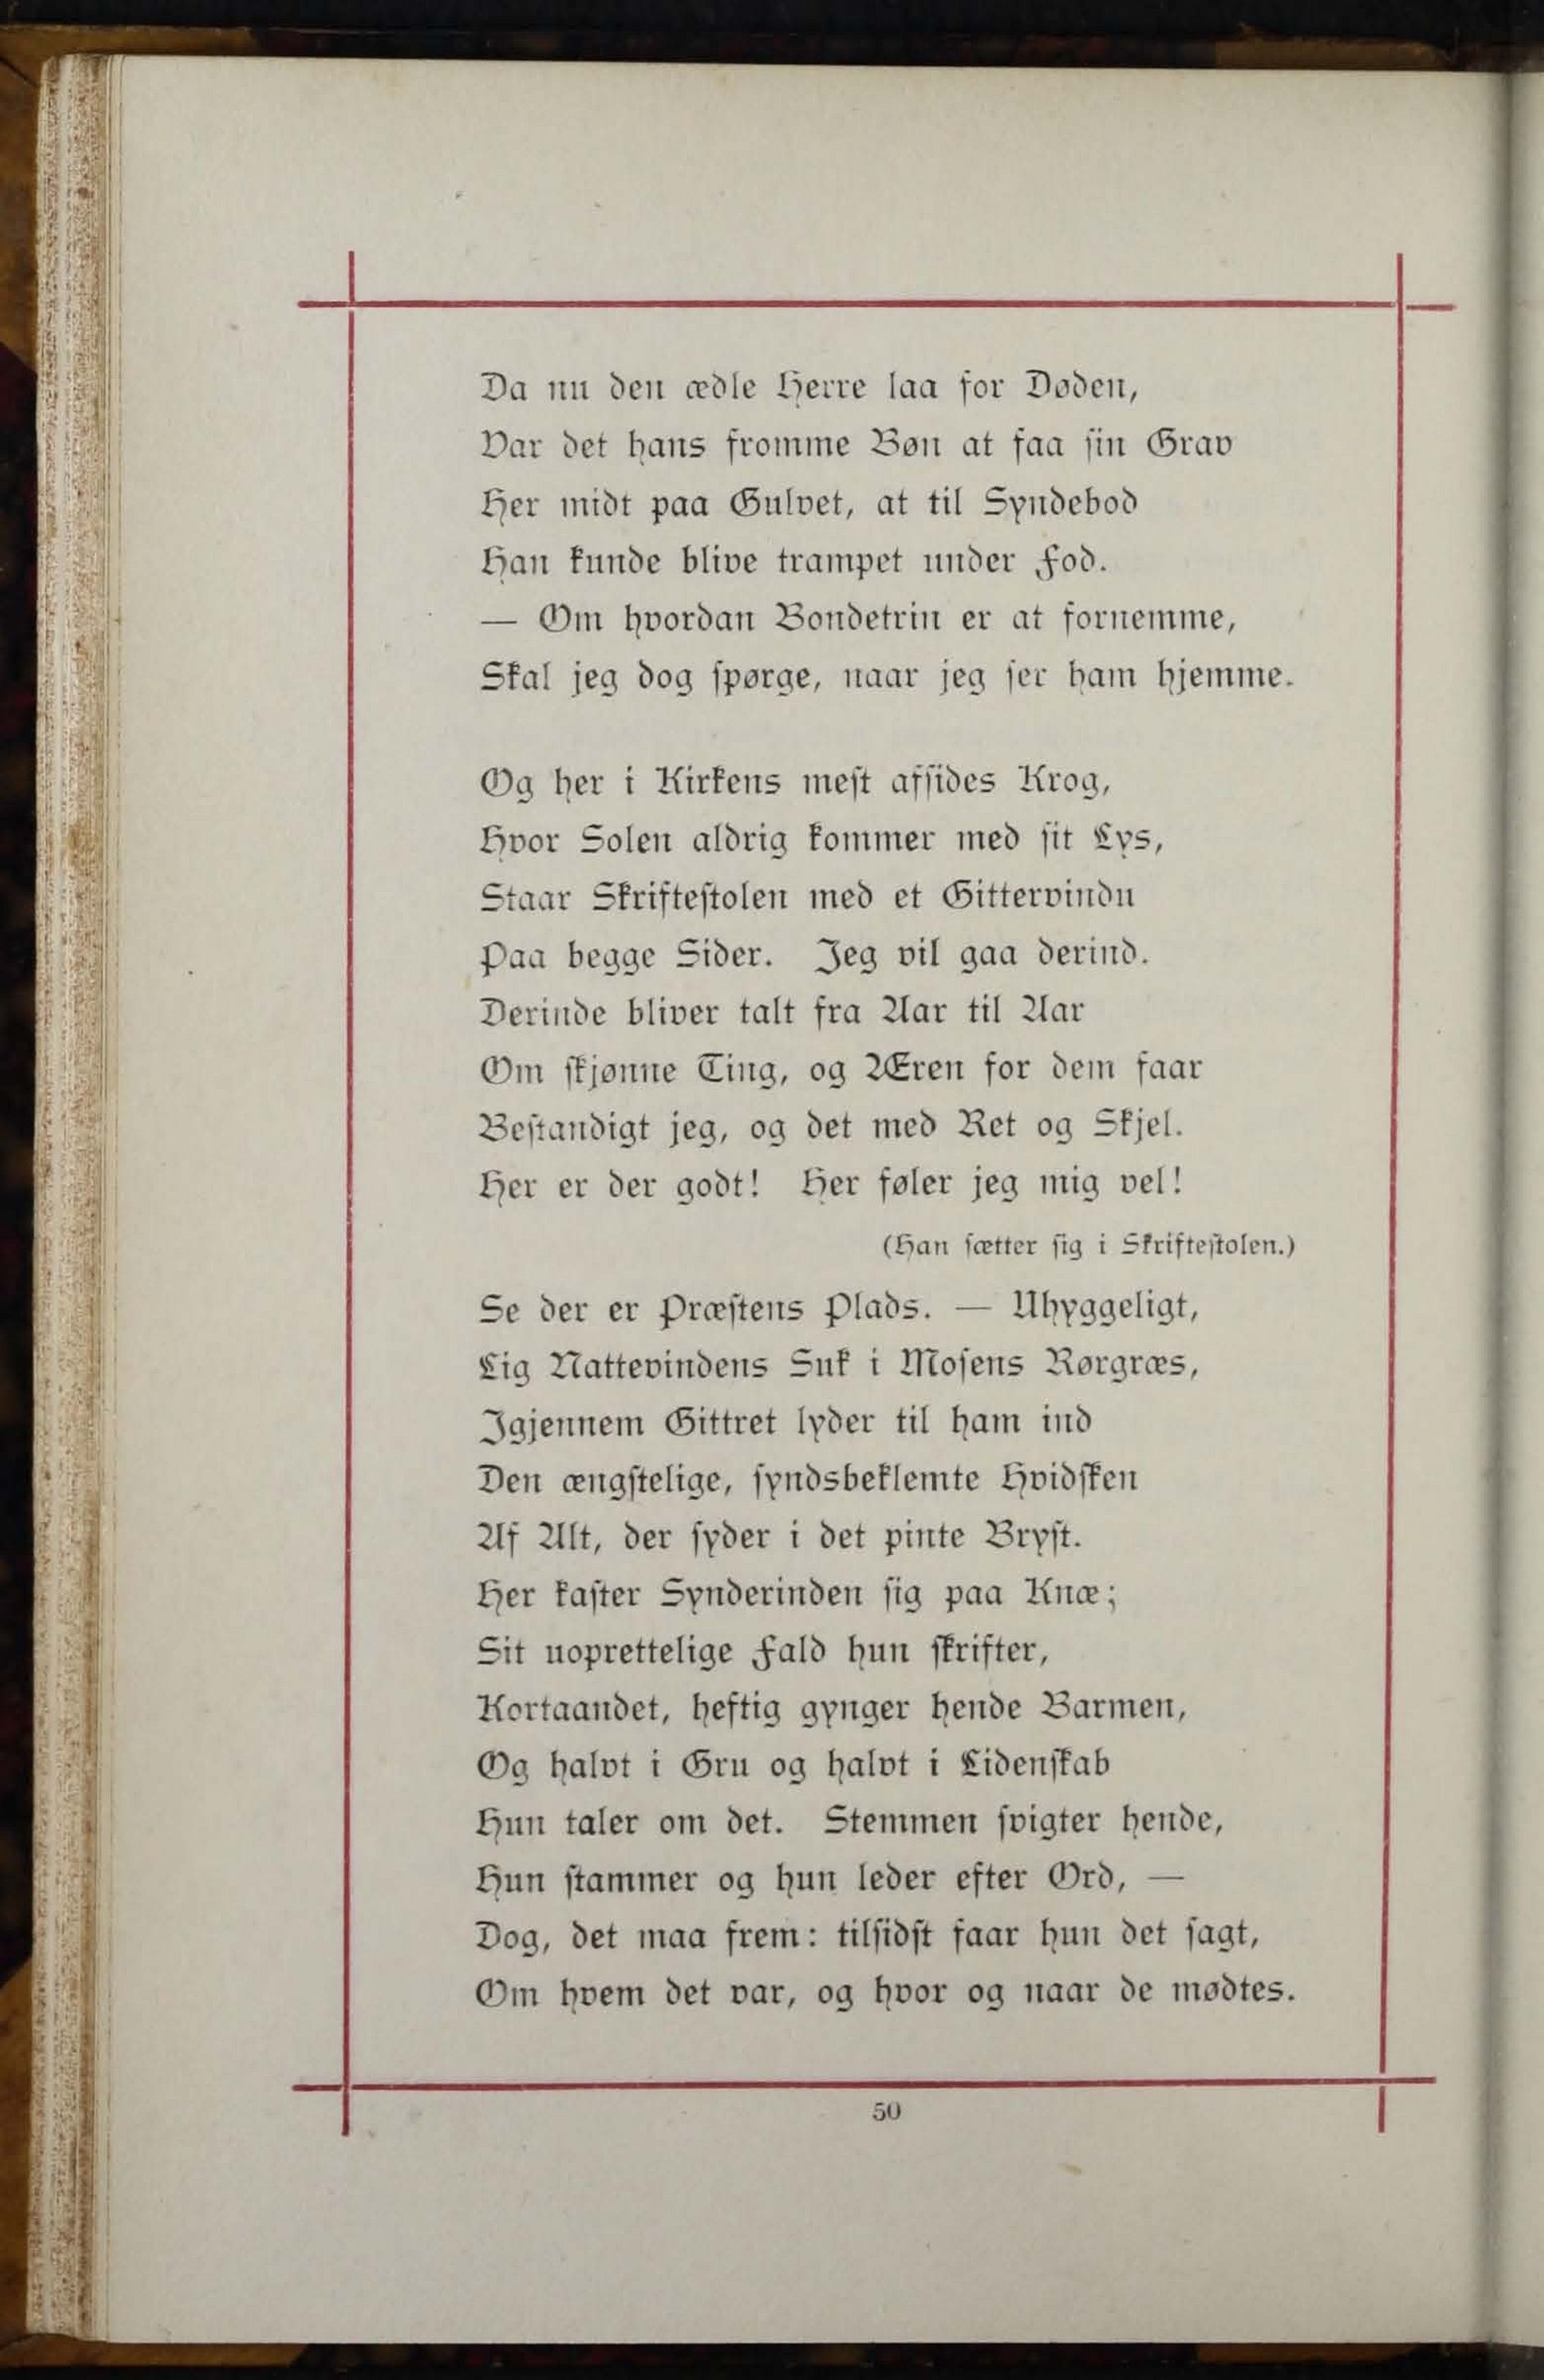 Da nu den ædle Herre laa for Døden,
Var det hans fromme Bøn at faa sin Grav
Her midt paa Gulvet, at til Syndebod
Han kunde blive trampet under Fod.
— Om hvordan Bondetrin er at fornemme,
Skal jeg dog spørge, naar jeg ser ham hjemme.
Og her i Kirkens mest afsides Krog,
Hvor Solen aldrig kommer med sit Lys,
Staar Skriftestolen med et Gittervindu
Paa begge Sider. Jeg vil gaa derind.
Derinde bliver talt fra Aar til Aar
Om skjønne Ting, og Æren for dem faar
Bestandigt jeg, og det med Ret og Skjel.
Her er der godt! Her føler jeg mig vel!
(Han sætter sig i Skriftestolen.)
Se der er Præstens Plads. — Uhyggeligt,
Lig Nattevindens Suk i Mosens Rørgræs,
Igjennem Gittret lyder til ham ind
Den ængstelige, syndsbeklemte Hvidsken
Af Alt, der syder i det pinte Bryst.
Her kaster Synderinden sig paa Knæ;
Sit uoprettelige Fald hun skrifter,
Kortaandet, heftig gynger hende Barmen,
Og halvt i Gru og halvt i Lidenskab
Hun taler om det. Stemmen svigter hende,
Hun stammer og hun leder efter Ord, —
Dog, det maa frem: tilsidst faar hun det sagt,
Om hvem det var, og hvor og naar de mødtes.
50